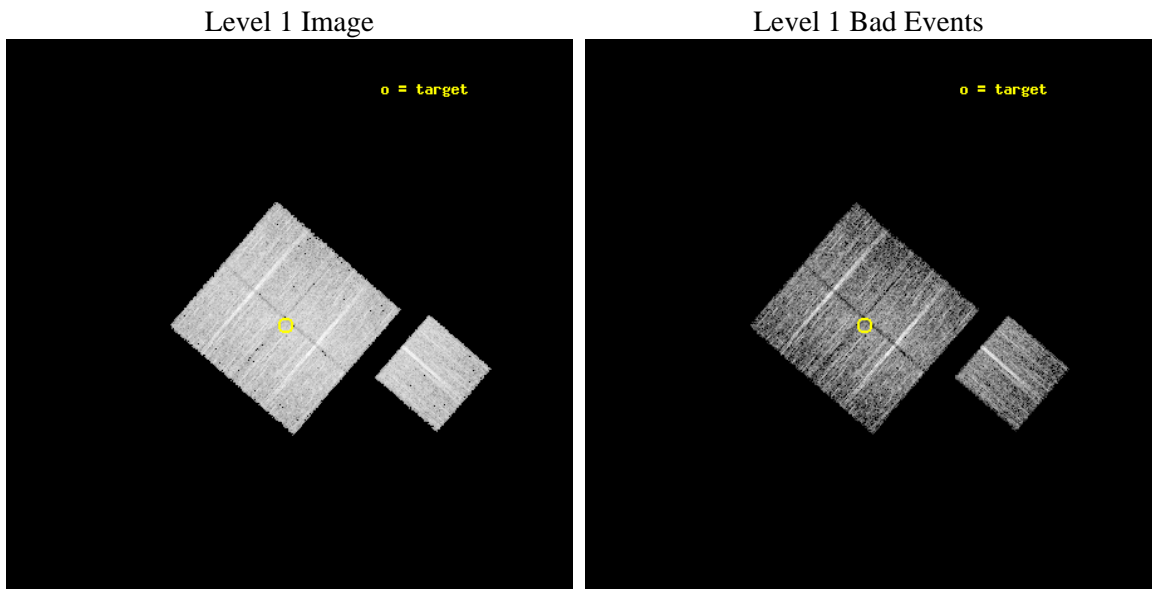 Level 1 Image
Level 1 Bad Events
o = target
o = target